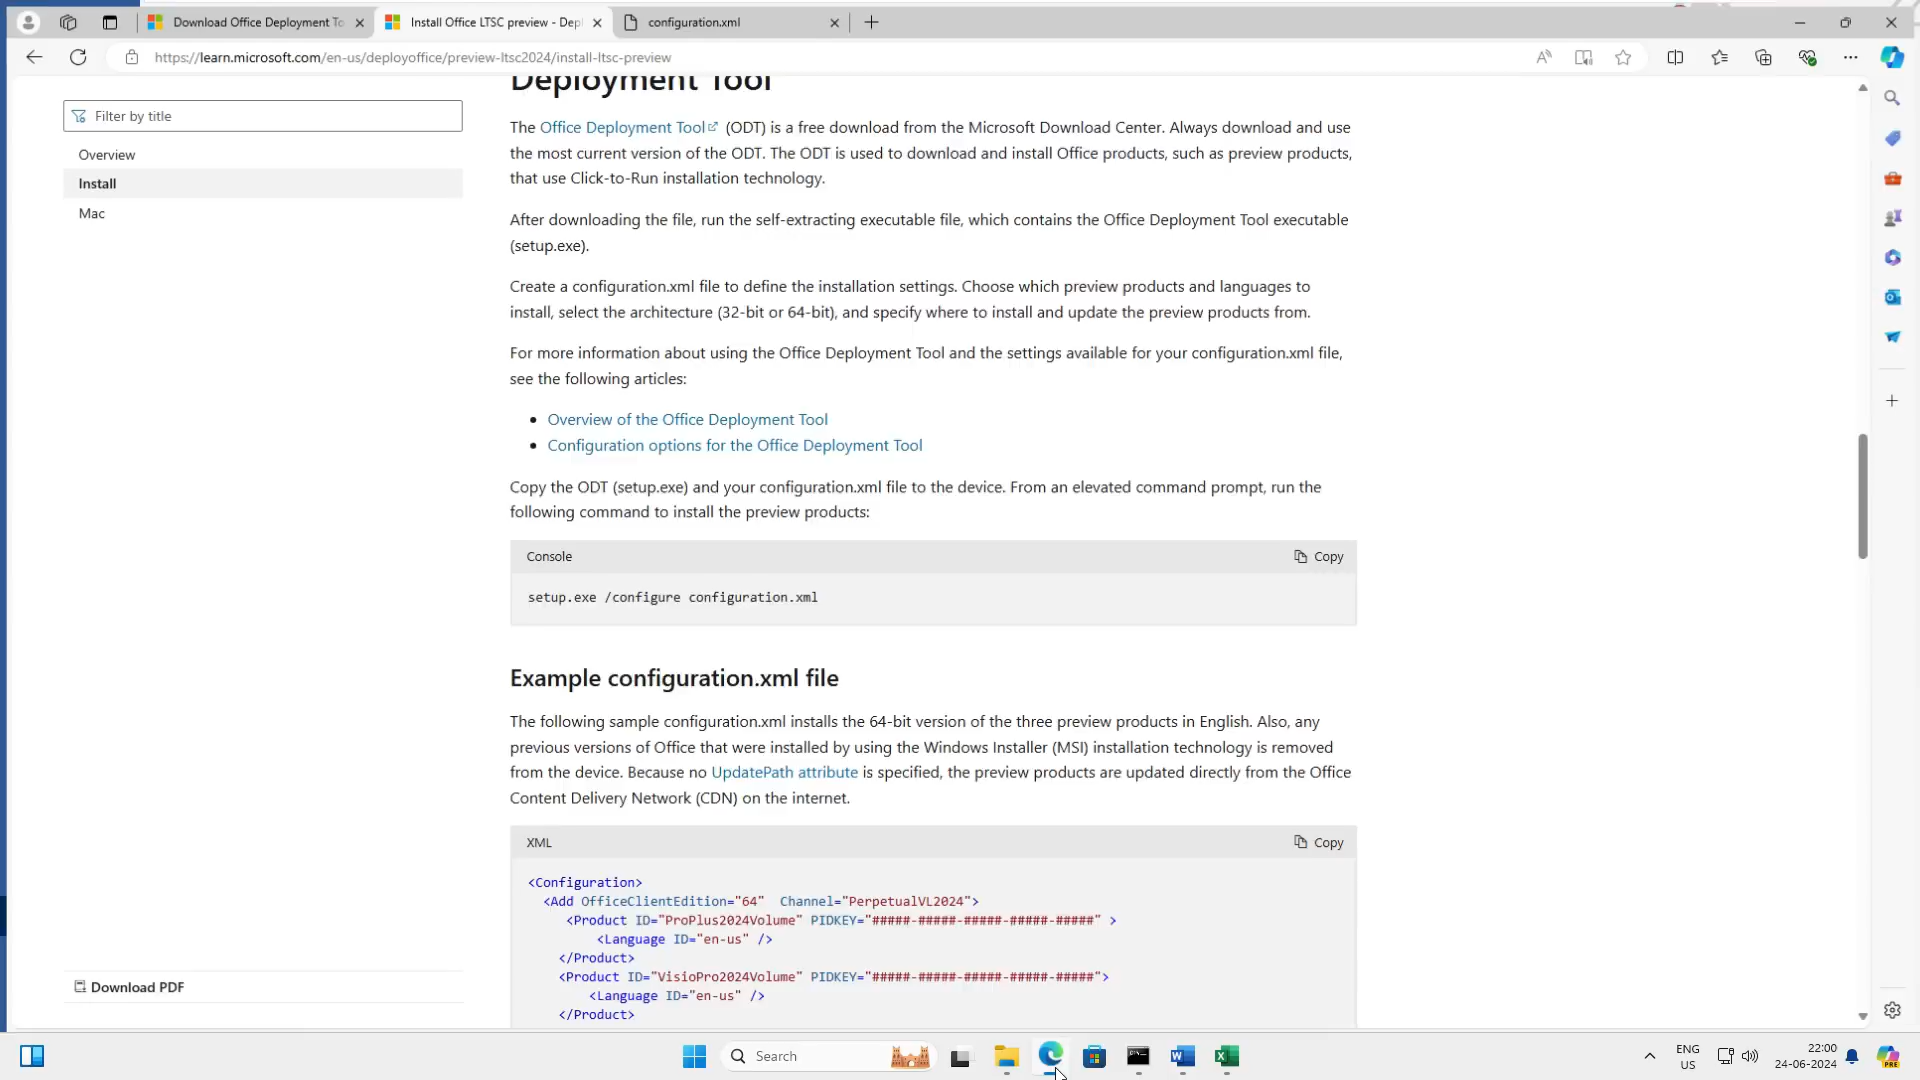 Download Office Deployment To
Install Office LTSC preview - Dep
configuration.xml
https://learn.microsoft.com/en-us/deployoffice/preview-ltsc2024/install-ltsc-preview
Filter by title
Overview
Install
Mac
Download PDF
Deployment Tool
The Office Deployment Tool (ODT) is a free download from the Microsoft Download Center. Always download and use
the most current version of the ODT. The ODT is used to download and install Office products, such as preview products,
that use Click-to-Run installation technology.
After downloading the file, run the self-extracting executable file, which contains the Office Deployment Tool executable
(setup.exe).
Create a configuration.xml file to define the installation settings. Choose which preview products and languages to
install, select the architecture (32-bit or 64-bit), and specify where to install and update the preview products from.
For more information about using the Office Deployment Tool and the settings available for your configuration.xml file,
see the following articles:
• Overview of the Office Deployment Tool
• Configuration options for the Office Deployment Tool
Copy the ODT (setup.exe) and your configuration.xml file to the device. From an elevated command prompt, run the
following command to install the preview products:
Console Copy
setup.exe /configure configuration.xml
Example configuration.xml file
The following sample configuration.xml installs the 64-bit version of the three preview products in English. Also, any
previous versions of Office that were installed by using the Windows Installer (MSI) installation technology is removed
from the device. Because no UpdatePath attribute is specified, the preview products are updated directly from the Office
Content Delivery Network (CDN) on the internet.
XML Copy
<Configuration>
<Add OfficeClientEdition="64" Channel="PerpetualVL2024">
<Product ID="ProPlus2024Volume" PIDKEY="#####-#####-#####-#####-#####" >
<Language ID="en-us" />
</Product>
<Product ID="VisioPro2024Volume" PIDKEY="#####-#####-#####-#####-#####">
<Language ID="en-us" />
</Product>
Search
ENG
US
22:00
24-06-2024
PRE